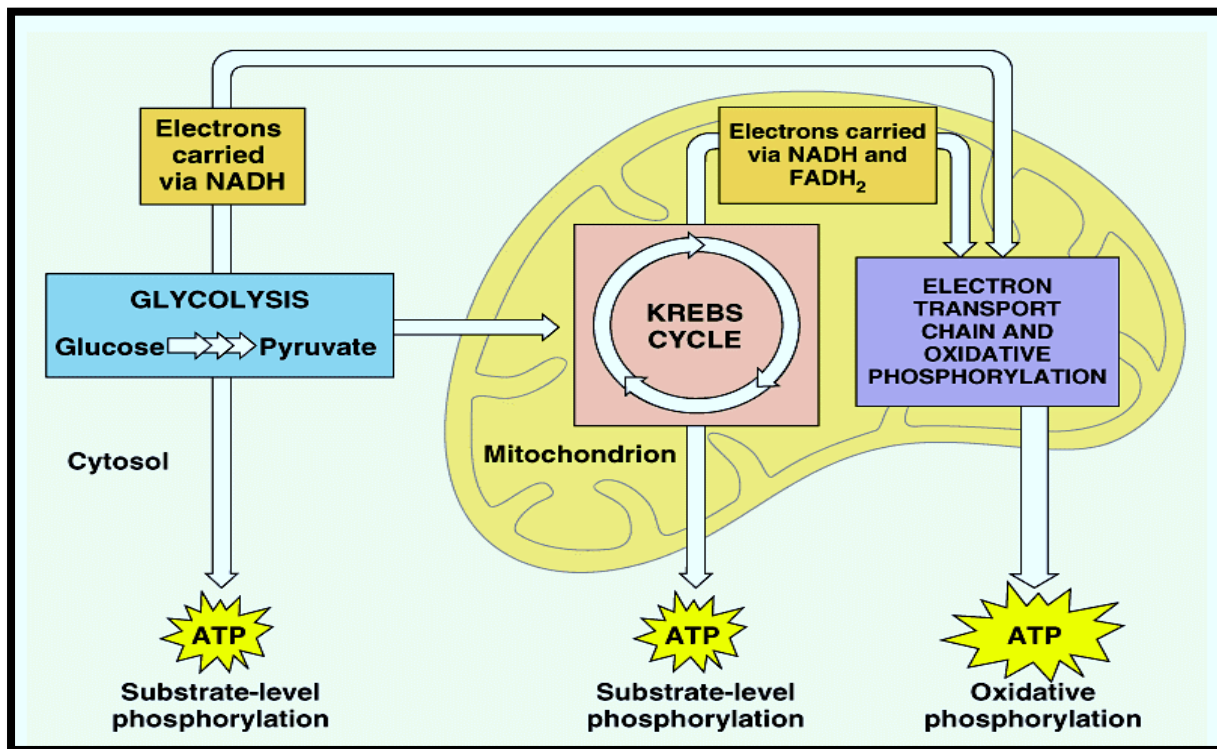 Electrons
carried
via NADH
Electrons carried
via NADH and
FADH₂
GLYCOLYSIS
Glucose Pyruvate
KREBS
CYCLE
ELECTRON
TRANSPORT
CHAIN AND
OXIDATIVE
PHOSPHORYLATION
Cytosol
Mitochondrion
ATP
Substrate-level
phosphorylation
ATP
Substrate-level
phosphorylation
ATP
Oxidative
phosphorylation